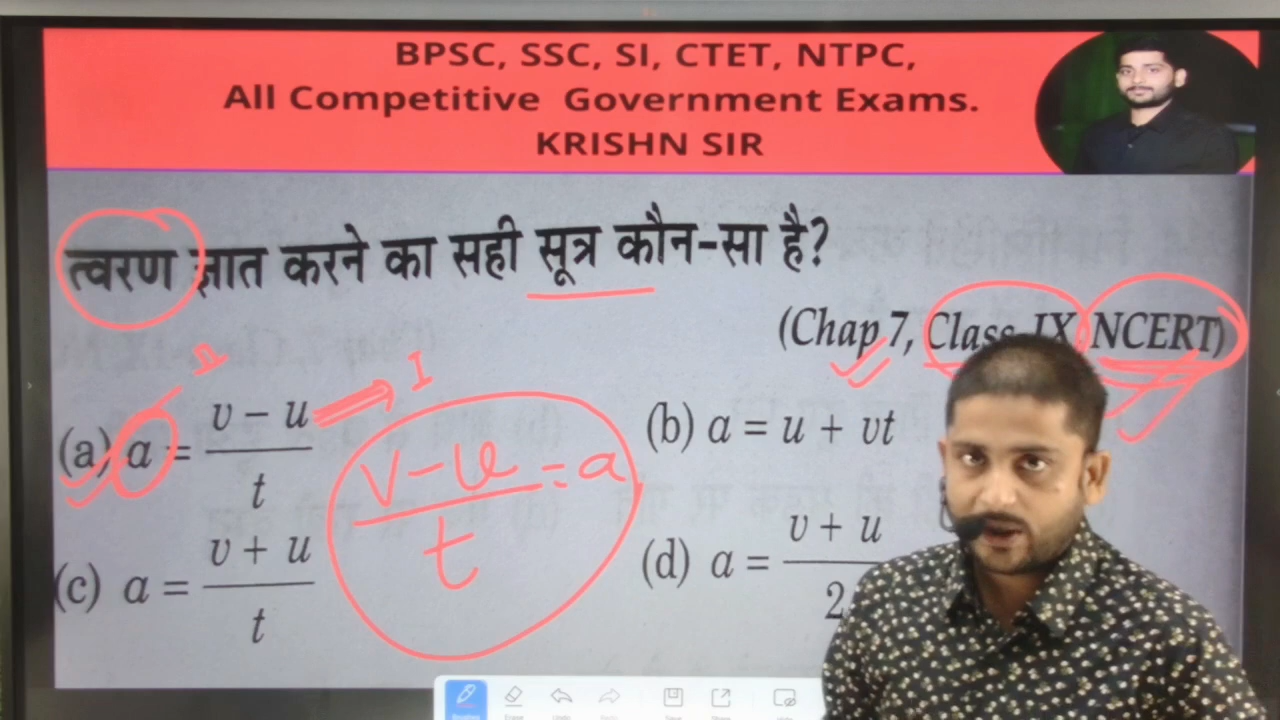 BPSC, SSC, SI, CTET, NTPC,
All Competitive Government Exams.
KRISHN SIR
त्वरण ज्ञात करने का सही सूत्र कौन-सा है?
(Chap 7, Class-IX NCERT)
II
I
(a) a = v − u / t
(b) a = u + vt
v − u / t = a
(c) a = v + u / t
(d) a = v + u / 2